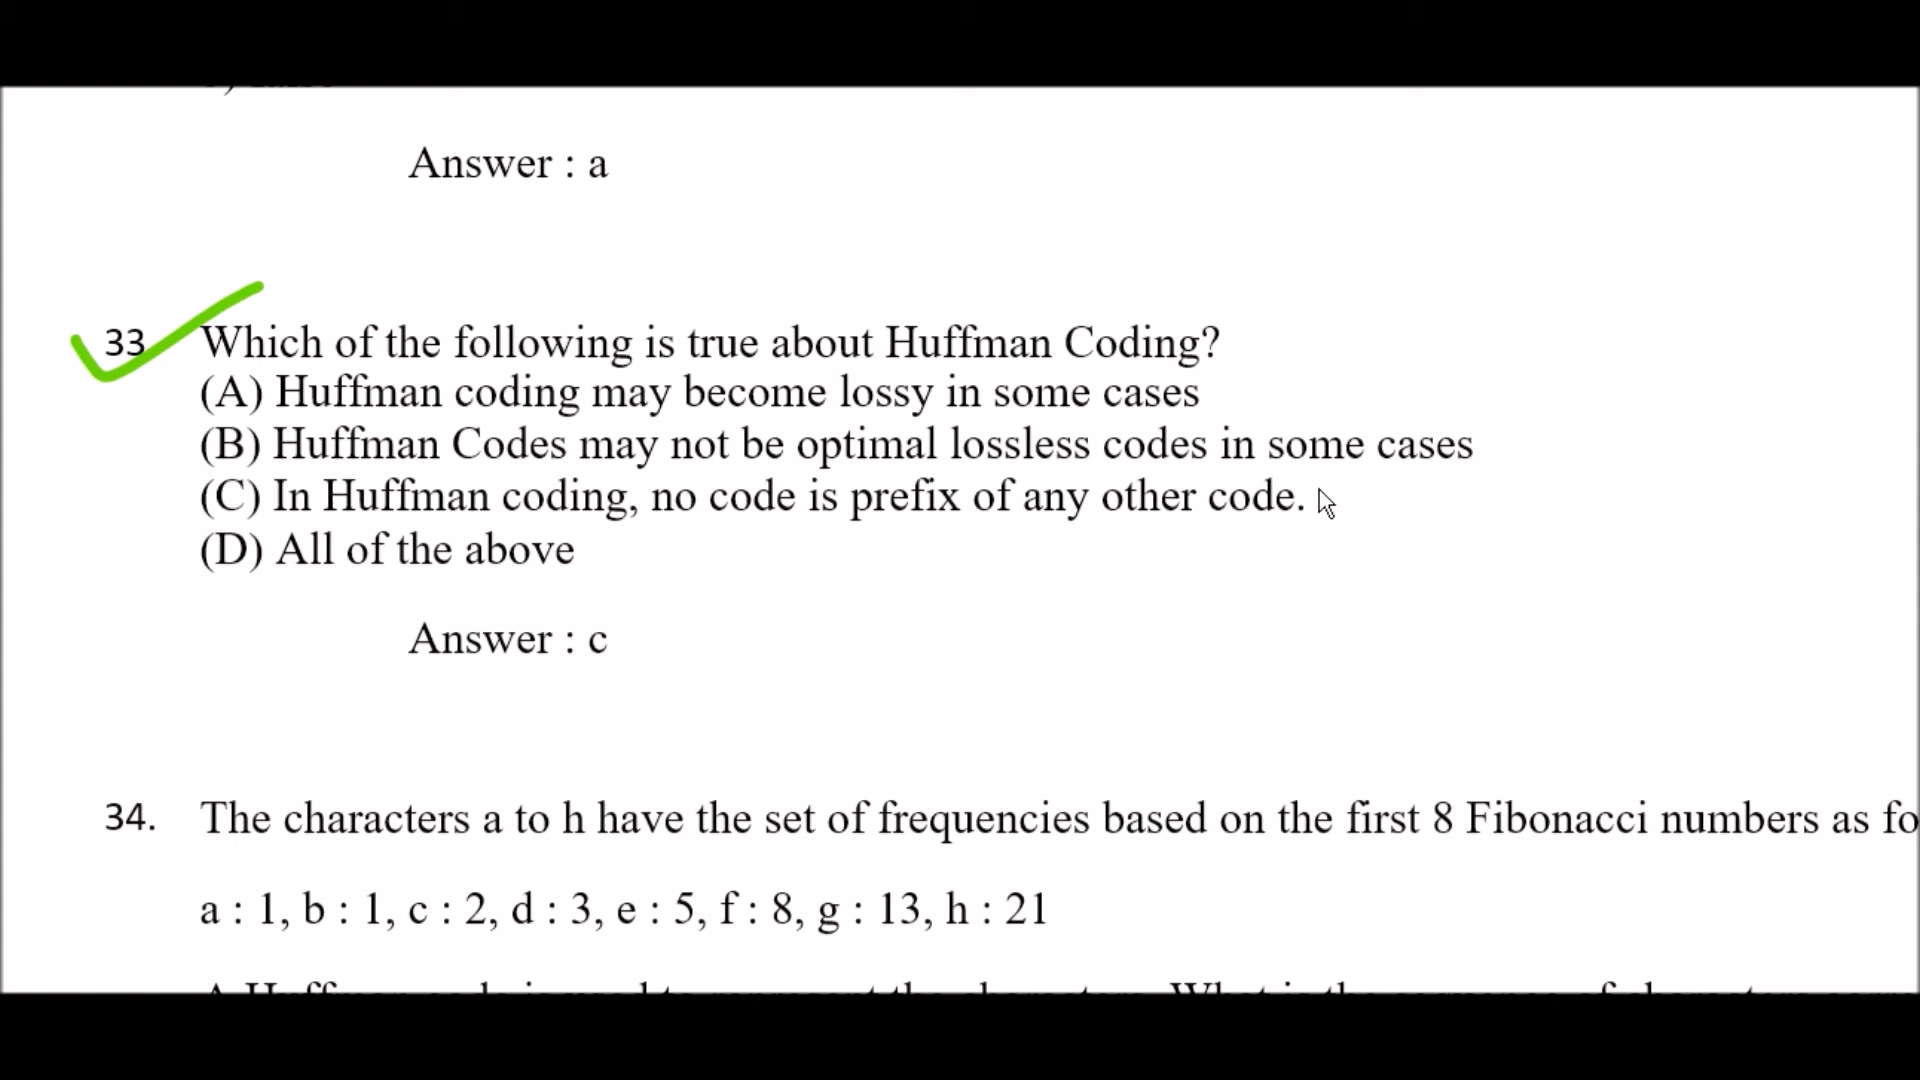 Answer : a
33 Which of the following is true about Huffman Coding?
(A) Huffman coding may become lossy in some cases
(B) Huffman Codes may not be optimal lossless codes in some cases
(C) In Huffman coding, no code is prefix of any other code.
(D) All of the above
Answer : c
34. The characters a to h have the set of frequencies based on the first 8 Fibonacci numbers as fo
a : 1, b : 1, c : 2, d : 3, e : 5, f : 8, g : 13, h : 21